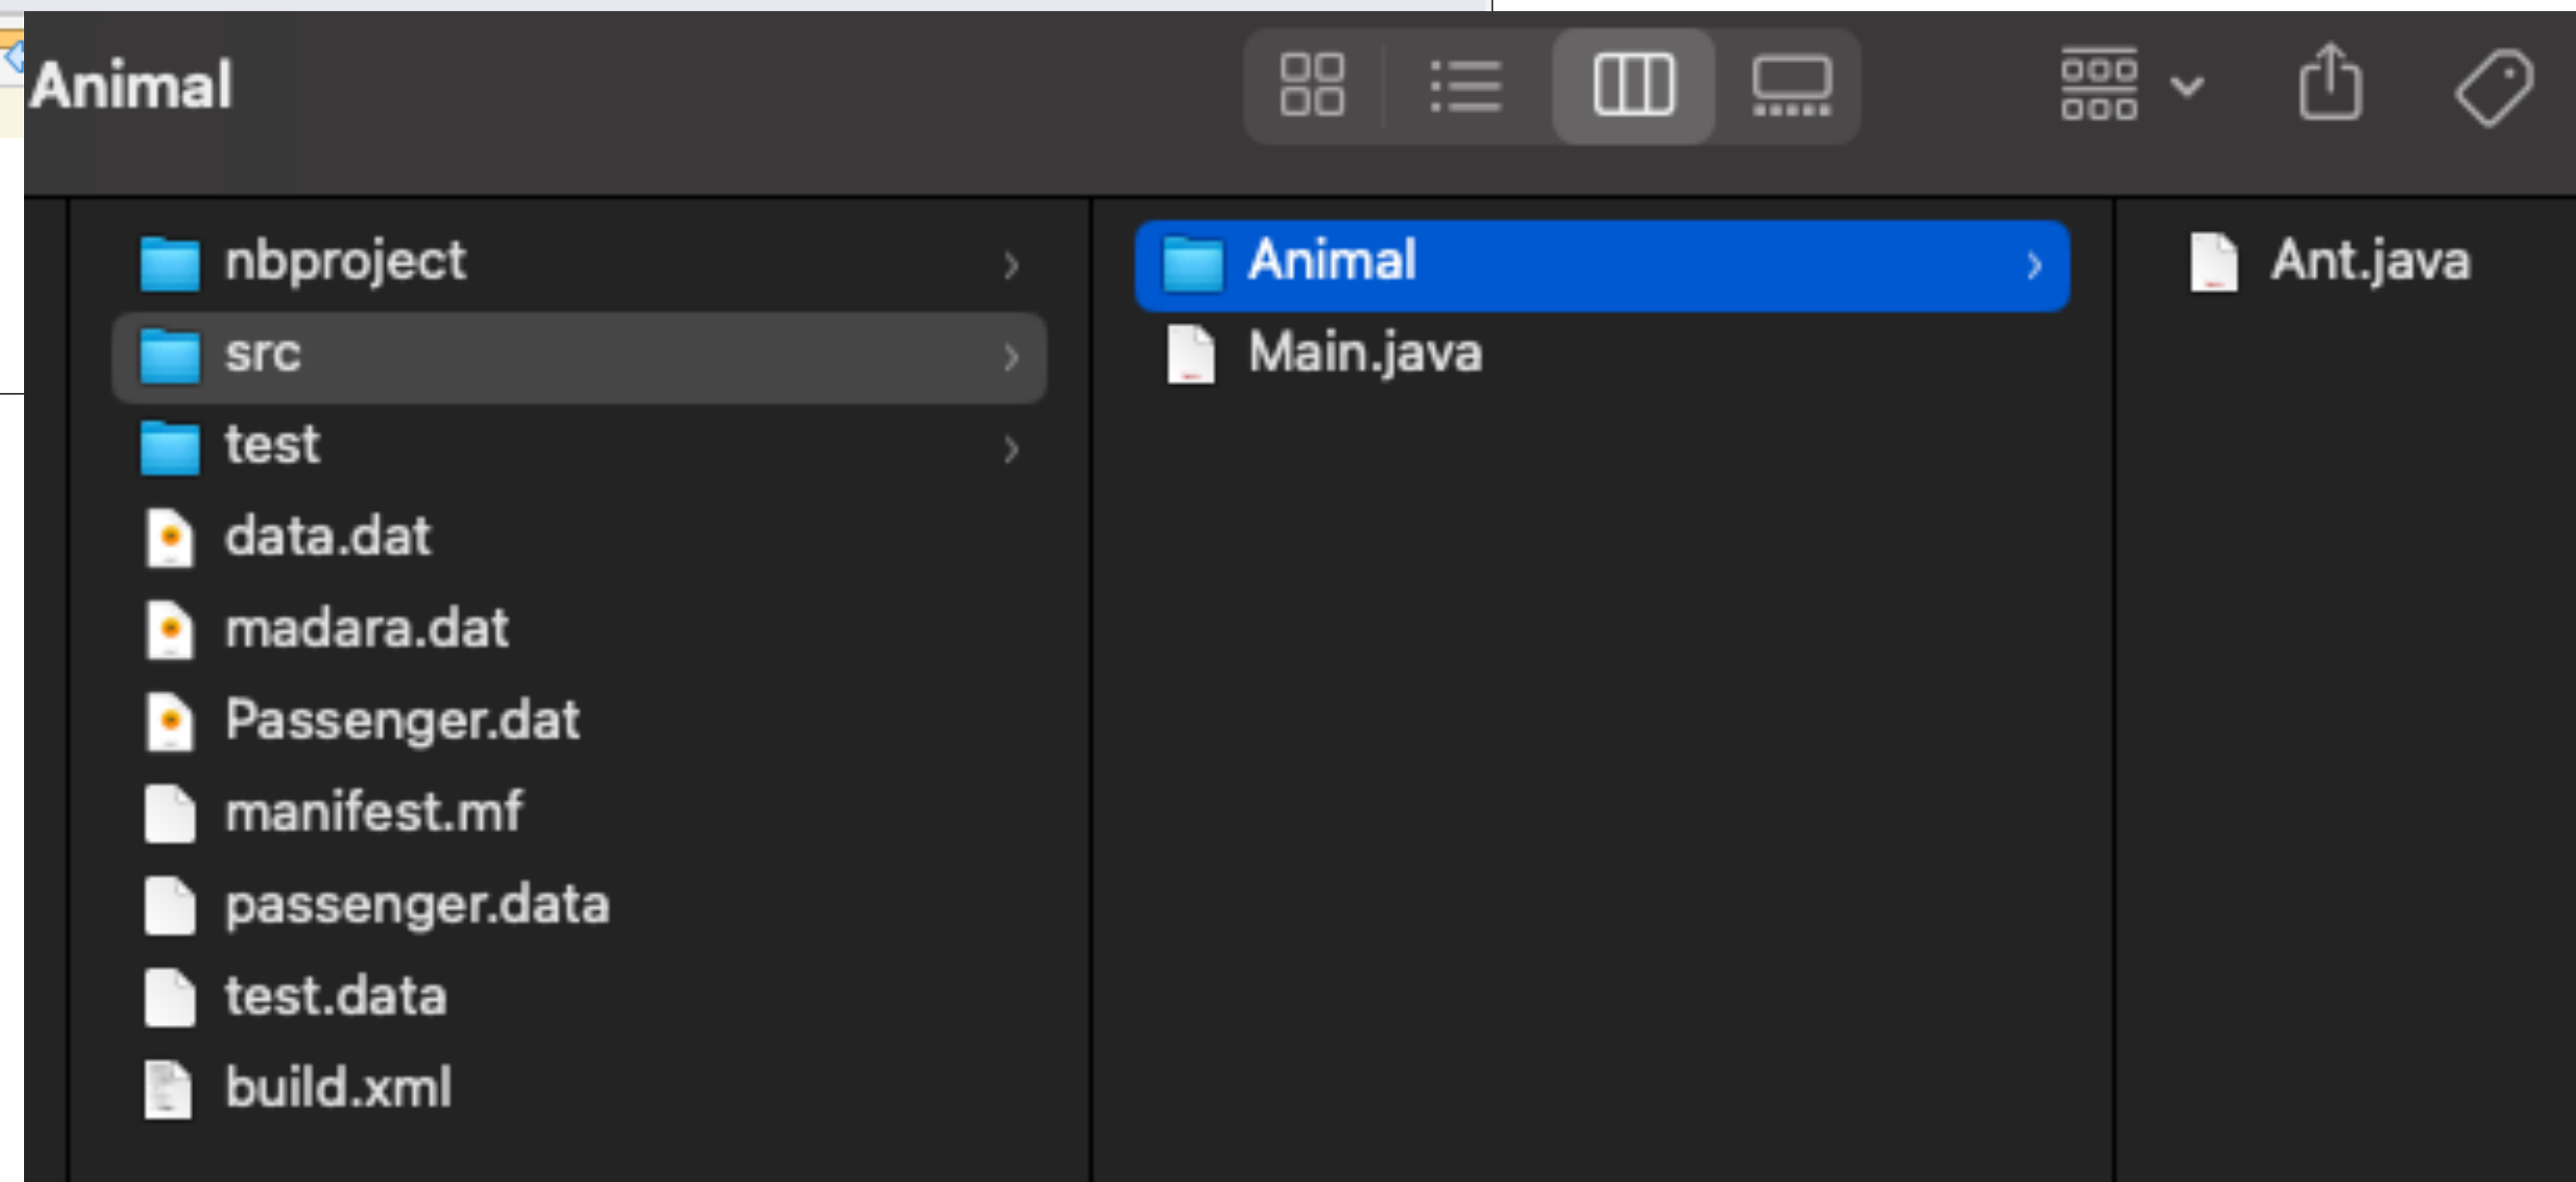 Animal
nbproject
src
test
data.dat
madara.dat
Passenger.dat
manifest.mf
passenger.data
test.data
build.xml
Animal
Main.java
Ant.java